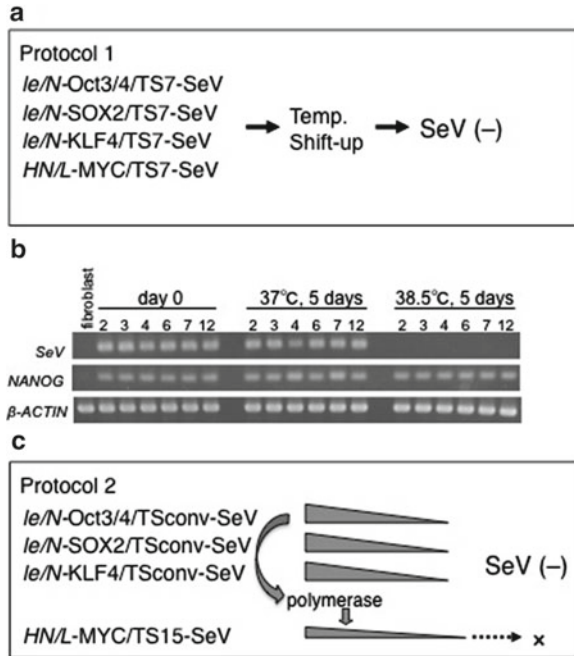 a
Protocol 1
le/N-Oct3/4/TS7-SeV
le/N-SOX2/TS7-SeV
le/N-KLF4/TS7-SeV
HN/L-MYC/TS7-SeV
Temp.
Shift-up
SeV (–)
b
fibroblast
day 0
37°C, 5 days
38.5°C, 5 days
2 3 4 6 7 12 2 3 4 6 7 12 2 3 4 6 7 12
SeV
NANOG
β-ACTIN
c
Protocol 2
le/N-Oct3/4/TSconv-SeV
le/N-SOX2/TSconv-SeV
le/N-KLF4/TSconv-SeV
SeV (–)
polymerase
HN/L-MYC/TS15-SeV
x